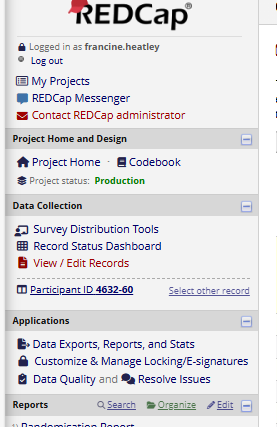 REDCap®
Logged in as francine.heatley
Log out
My Projects
REDCap Messenger
Contact REDCap administrator
Project Home and Design
Project Home · Codebook
Project status: Production
Data Collection
Survey Distribution Tools
Record Status Dashboard
View / Edit Records
Participant ID 4632-60 Select other record
Applications
Data Exports, Reports, and Stats
Customize & Manage Locking/E-signatures
Data Quality and Resolve Issues
Reports Search Organize Edit
1) Randomisation Report